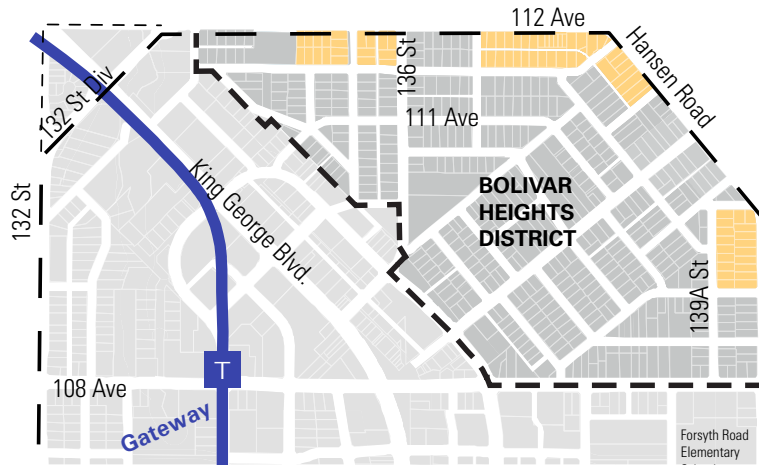 112 Ave
Hansen Road
136 St
132 St Div
111 Ave
King George Blvd.
132 St
BOLIVAR
HEIGHTS
DISTRICT
139A St
T
108 Ave
Gateway
Forsyth Road
Elementary